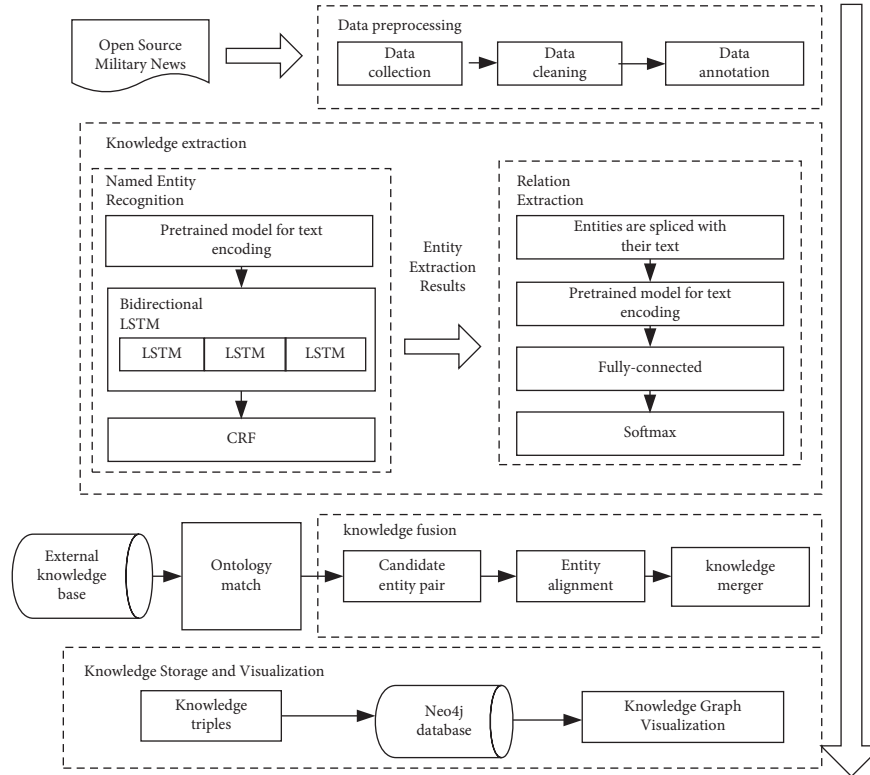 Open Source
Military News
Data preprocessing
Data
collection
Data
cleaning
Data
annotation
Knowledge extraction
Named Entity
Recognition
Pretrained model for text
encoding
Bidirectional
LSTM
LSTM LSTM LSTM
CRF
Entity
Extraction
Results
Relation
Extraction
Entities are spliced with
their text
Pretrained model for text
encoding
Fully-connected
Softmax
External
knowledge
base
Ontology
match
knowledge fusion
Candidate
entity pair
Entity
alignment
knowledge
merger
Knowledge Storage and Visualization
Knowledge
triples
Neo4j
database
Knowledge Graph
Visualization